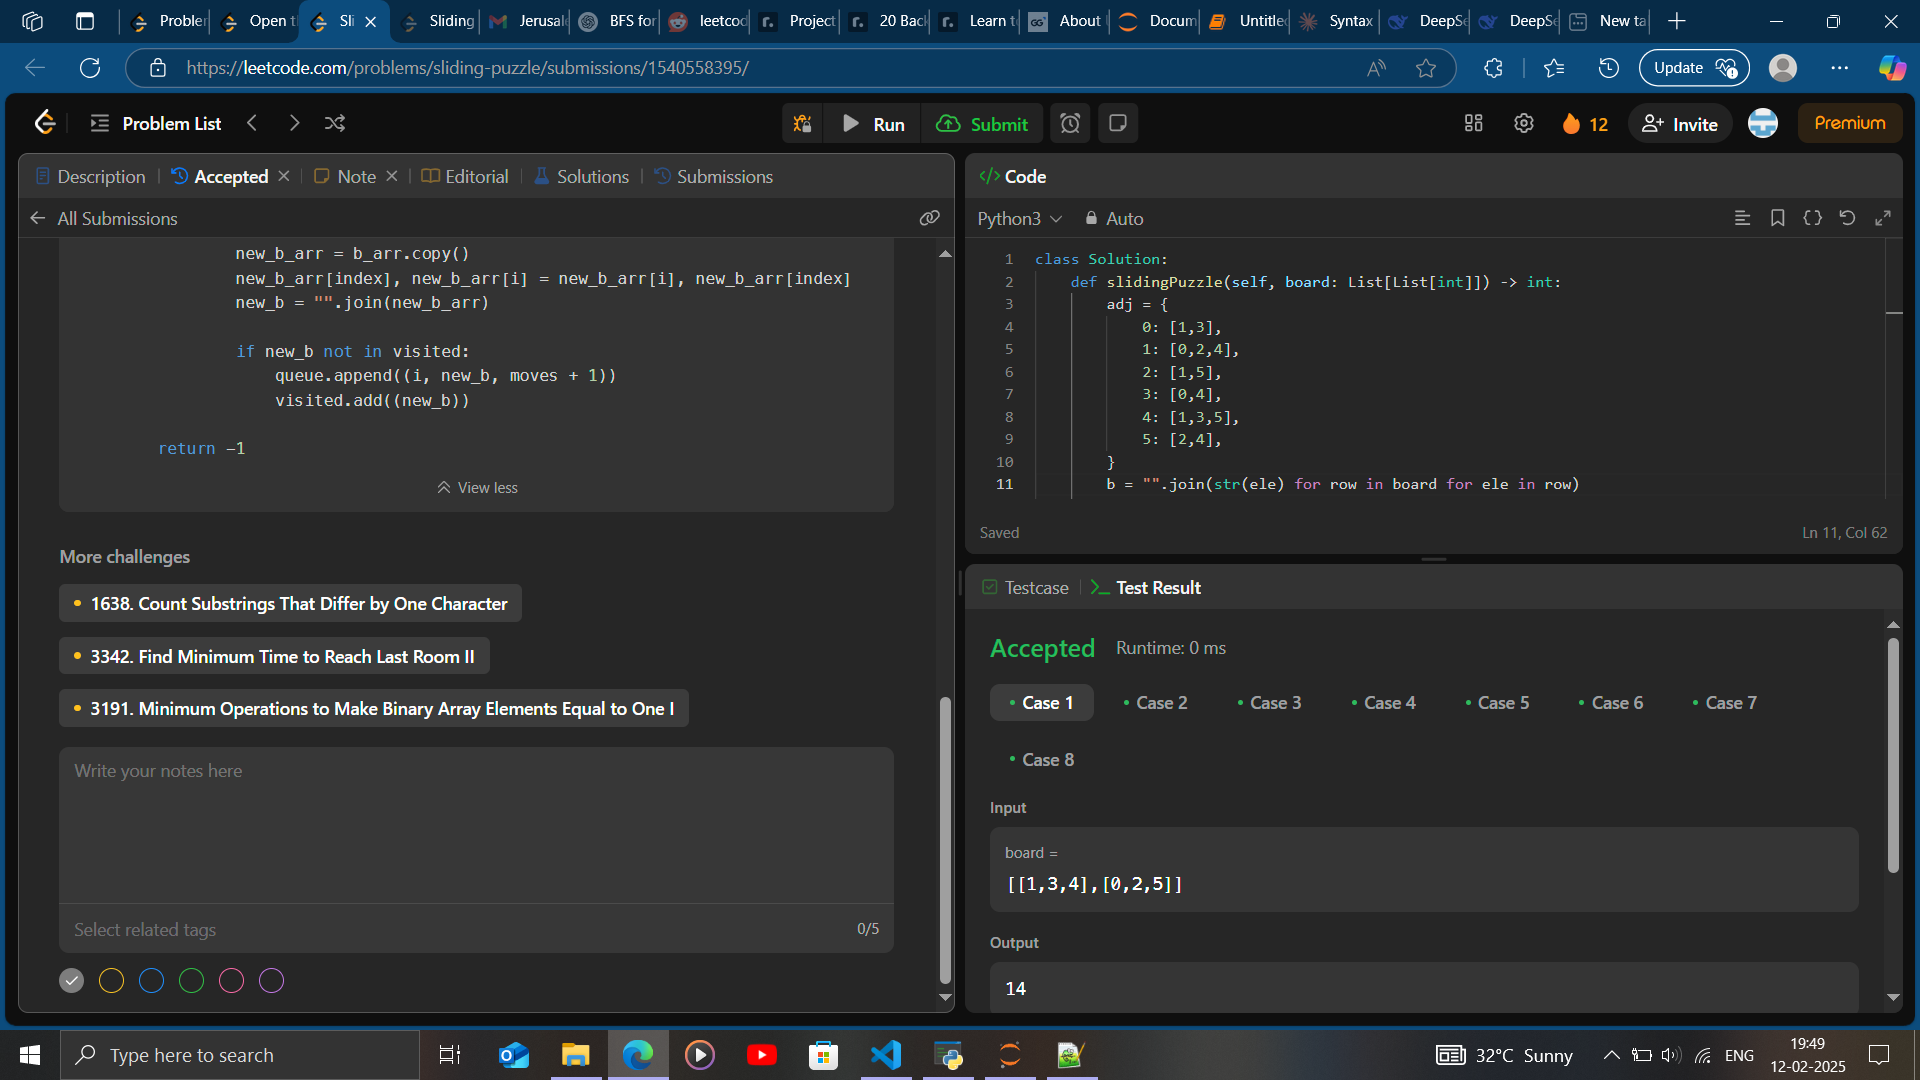 Probler
Open t
Sli
Sliding
Jerusale
BFS for
leetcod
Project
20 Back
Learn t
About
Docum
Untitled
Syntax
DeepSe
DeepSe
New ta
https://leetcode.com/problems/sliding-puzzle/submissions/1540558395/
Update
Problem List
Run
Submit
12
Invite
Premium
Description
Accepted
Note
Editorial
Solutions
Submissions
All Submissions
new_b_arr = b_arr.copy()
new_b_arr[index], new_b_arr[i] = new_b_arr[i], new_b_arr[index]
new_b = "".join(new_b_arr)
if new_b not in visited:
queue.append((i, new_b, moves + 1))
visited.add((new_b))
return -1
View less
More challenges
1638. Count Substrings That Differ by One Character
3342. Find Minimum Time to Reach Last Room II
3191. Minimum Operations to Make Binary Array Elements Equal to One I
Write your notes here
Select related tags
0/5
</> Code
Python3
Auto
1 class Solution:
2 def slidingPuzzle(self, board: List[List[int]]) -> int:
3 adj = {
4 0: [1,3],
5 1: [0,2,4],
6 2: [1,5],
7 3: [0,4],
8 4: [1,3,5],
9 5: [2,4],
10 }
11 b = "".join(str(ele) for row in board for ele in row)
Saved
Ln 11, Col 62
Testcase
Test Result
Accepted
Runtime: 0 ms
Case 1
Case 2
Case 3
Case 4
Case 5
Case 6
Case 7
Case 8
Input
board =
[[1,3,4],[0,2,5]]
Output
14
Type here to search
32°C Sunny
ENG
19:49
12-02-2025